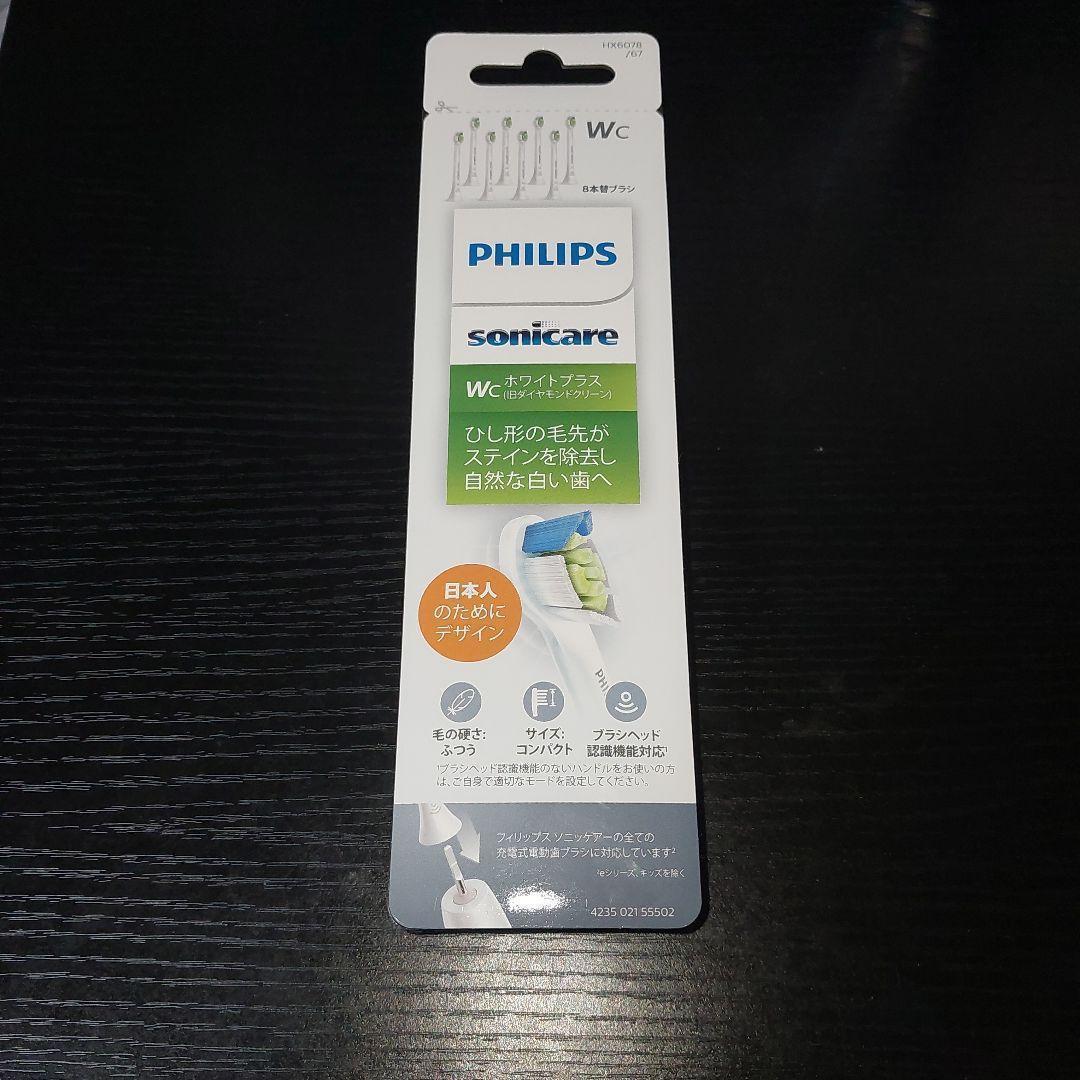 HX6078
/67
WC
8本替ブラシ
PHILIPS
sonicare
WC ホワイトプラス
(旧ダイヤモンドクリーン)
ひし形の毛先が
ステインを除去し
自然な白い歯へ
日本人
のために
デザイン
PHI
毛の硬さ:
ふつう
サイズ:
コンパクト
ブラシヘッド
認識機能対応¹
¹ブラシヘッド認識機能のないハンドルをお使いの方
は、ご自身で適切なモードを設定してください。
フィリップス ソニッケアーの全ての
充電式電動歯ブラシに対応しています²
²eシリーズ、キッズを除く
4235 021 55502